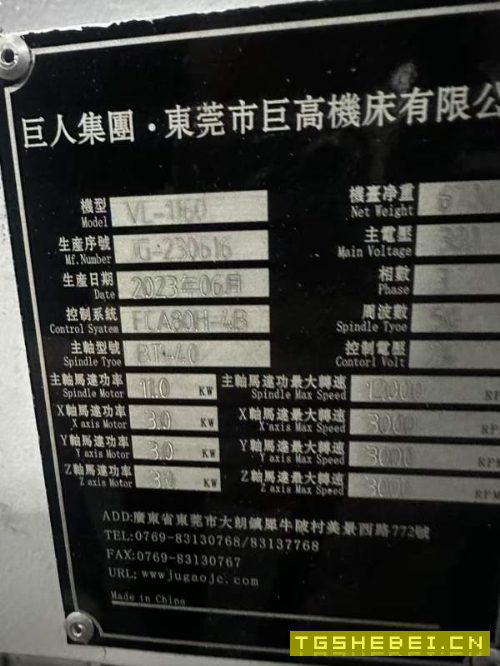 巨人集團·東莞市巨高機床有限公
機型 VL-1160 機臺净重
Model Net Weight
生産序號 JG-230616 主電壓
Mf.Number Main Voltage
生産日期 2023年06月 相數
Date Phase
控制系統 FCA80H-4B 周波數
Control System Spindle Tyoe
主軸型號 BT-40 控制電壓
Spindle Tyoe Contorl Volt
主軸馬達功率 11.0 KW 主軸馬達功最大轉速 12000
Spindle Motor Spindle Max Speed
X軸馬達功率 3.0 KW X軸馬達最大轉速 3000
X axis Motor X axis Max Speed
Y軸馬達功率 3.0 KW Y軸馬達最大轉速 3000
Y axis Motor Y axis Max Speed
Z軸馬達功率 3.0 KW Z軸馬達最大轉速 3000
Z axis Motor Z axis Max Speed
ADD:廣東省東莞市大朗鎮犀牛陂村美景西路772號
TEL:0769-83130768/83137768
FAX:0769-83130767
URL: www.jugaojc.com
Made in China
TGSHEBEI.CN